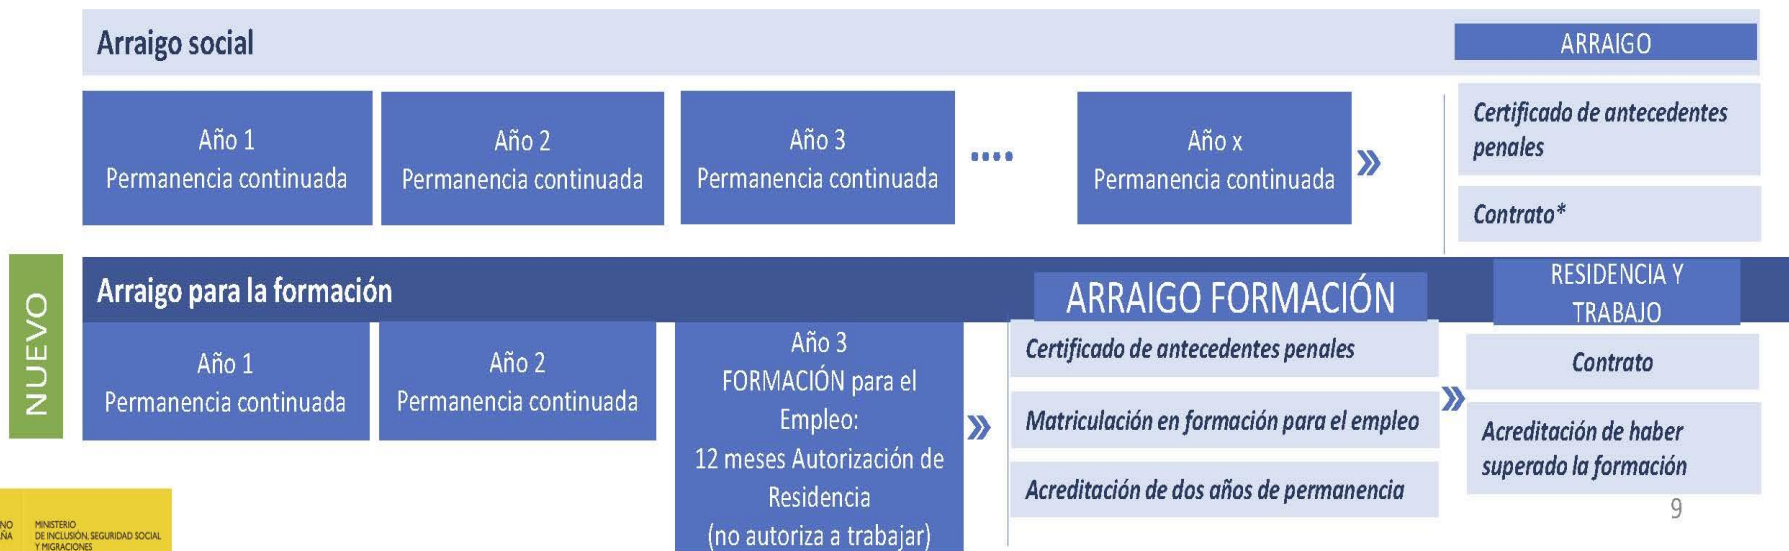 Arraigo social
ARRAIGO
Año 1
Permanencia continuada
Año 2
Permanencia continuada
Año 3
Permanencia continuada
....
Año x
Permanencia continuada
»
Certificado de antecedentes
penales
Contrato*
NUEVO
Arraigo para la formación
ARRAIGO FORMACIÓN
RESIDENCIA Y
TRABAJO
Año 1
Permanencia continuada
Año 2
Permanencia continuada
Año 3
FORMACIÓN para el
Empleo:
12 meses Autorización de
Residencia
(no autoriza a trabajar)
»
Certificado de antecedentes penales
Matriculación en formación para el empleo
Acreditación de dos años de permanencia
»
Contrato
Acreditación de haber
superado la formación
9
NO
ÑA
MINISTERIO
DE INCLUSIÓN, SEGURIDAD SOCIAL
Y MIGRACIONES